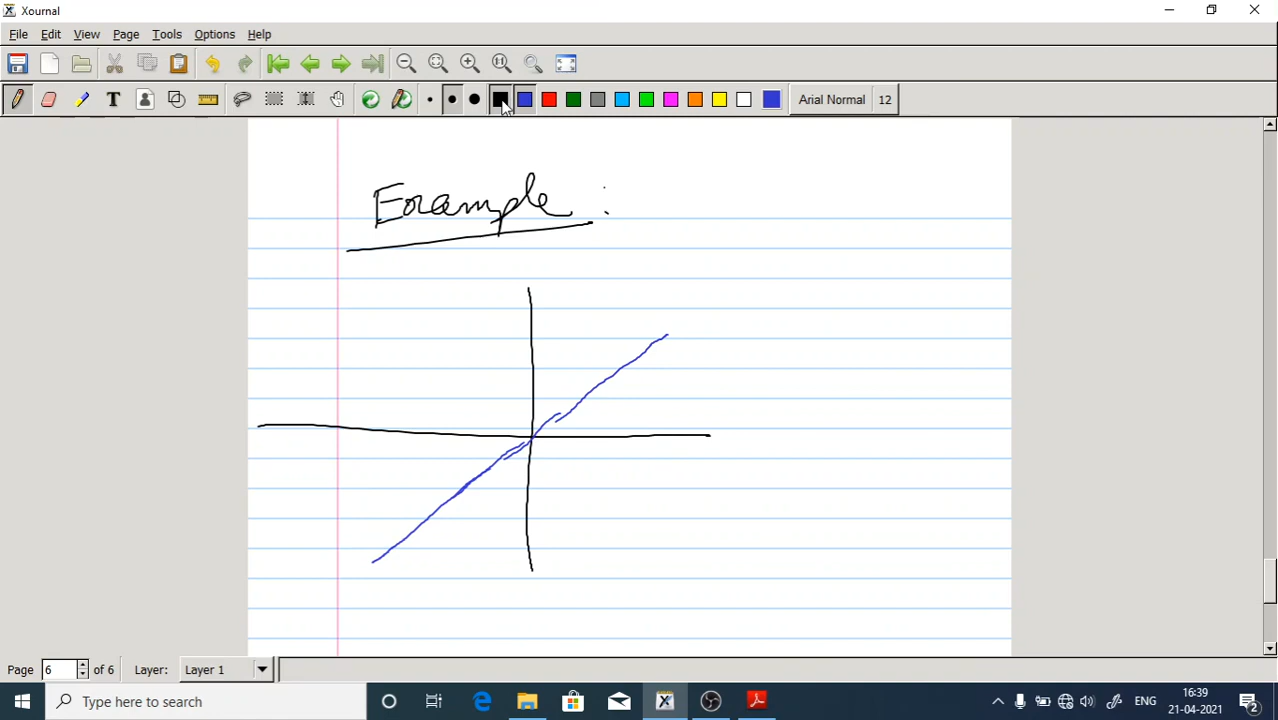 Xournal
File Edit View Page Tools Options Help
Arial Normal 12
Example :
Page 6 of 6 Layer: Layer 1
Type here to search
ENG
16:39
21-04-2021
2